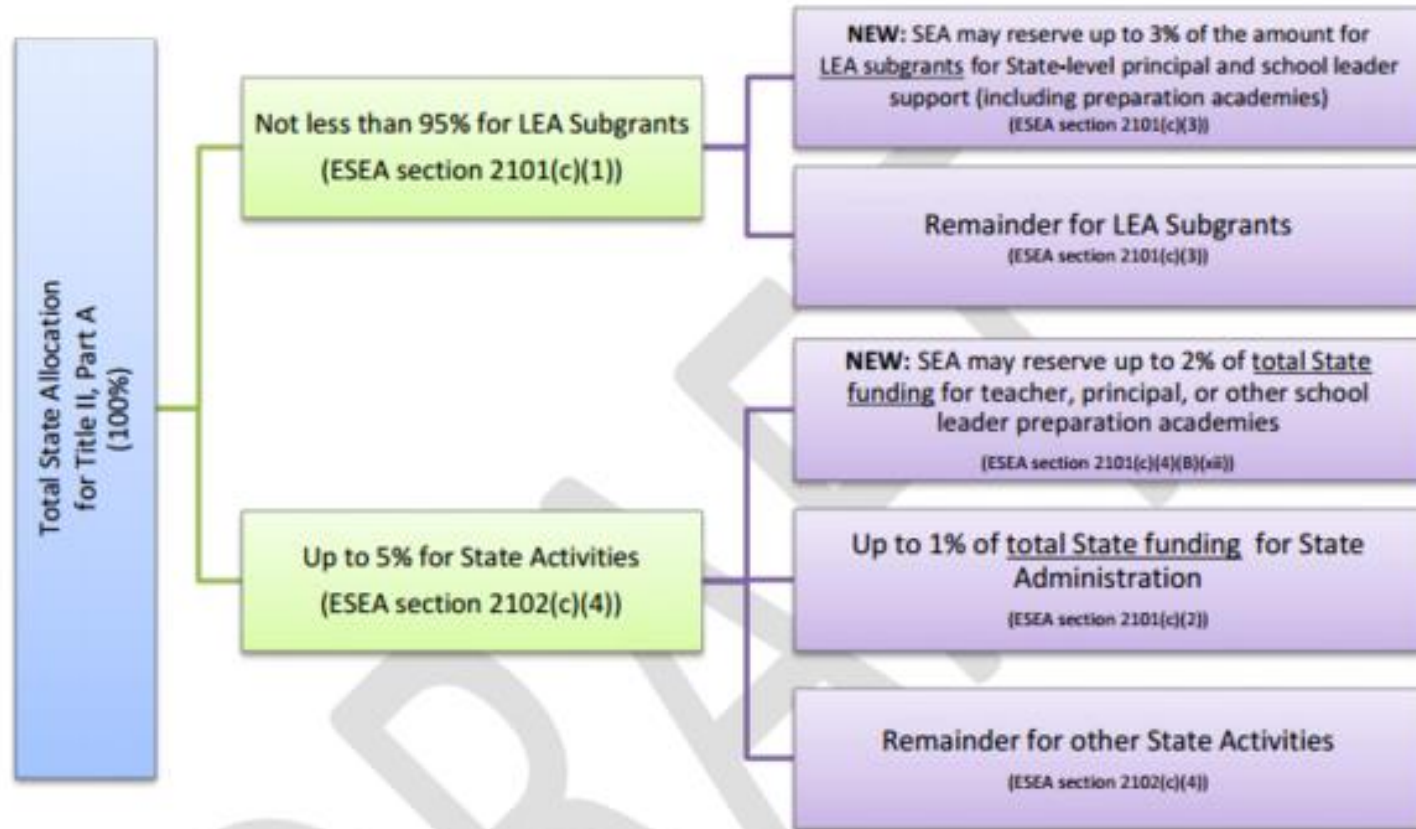 Total State Allocation
for Title II, Part A
(100%)
Not less than 95% for LEA Subgrants
(ESEA section 2101(c)(1))
NEW: SEA may reserve up to 3% of the amount for
LEA subgrants for State-level principal and school leader
support (including preparation academies)
(ESEA section 2101(c)(3))
Remainder for LEA Subgrants
(ESEA section 2101(c)(3))
Up to 5% for State Activities
(ESEA section 2102(c)(4))
NEW: SEA may reserve up to 2% of total State
funding for teacher, principal, or other school
leader preparation academies
(ESEA section 2101(c)(4)(B)(xii))
Up to 1% of total State funding for State
Administration
(ESEA section 2101(c)(2))
Remainder for other State Activities
(ESEA section 2102(c)(4))